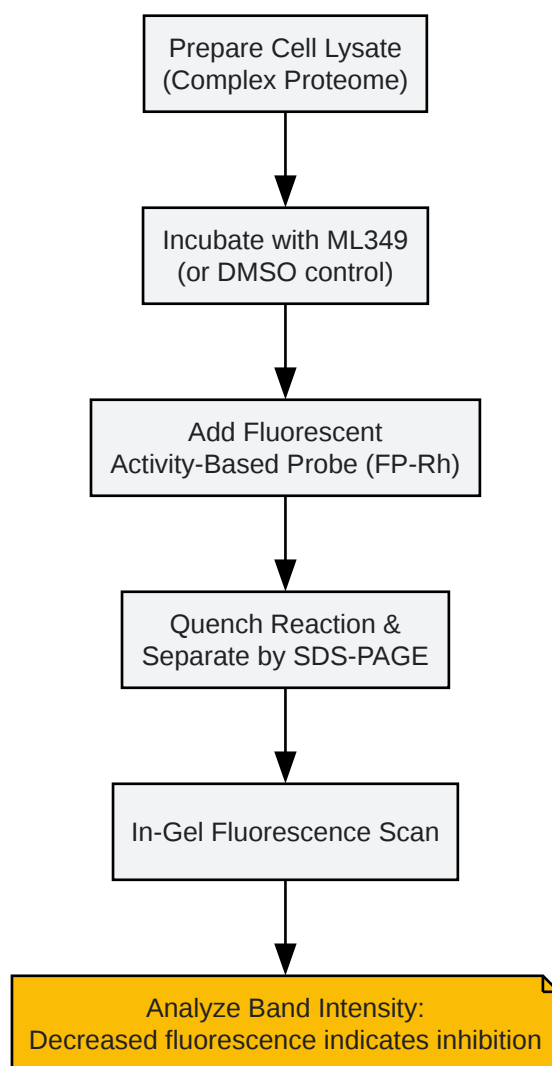 Prepare Cell Lysate
(Complex Proteome)
Incubate with ML349
(or DMSO control)
Add Fluorescent
Activity-Based Probe (FP-Rh)
Quench Reaction &
Separate by SDS-PAGE
In-Gel Fluorescence Scan
Analyze Band Intensity:
Decreased fluorescence indicates inhibition